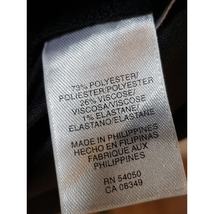 73% POLYESTER/
POLIESTER/POLYESTER
26% VISCOSE/
VISCOSA/VISCOSE
1% ELASTANE/
ELASTANO/ELASTANE
MADE IN PHILIPPINES
HECHO EN FILIPINAS
FABRIQUE AUX
PHILIPPINES
RN 54050
CA 06349